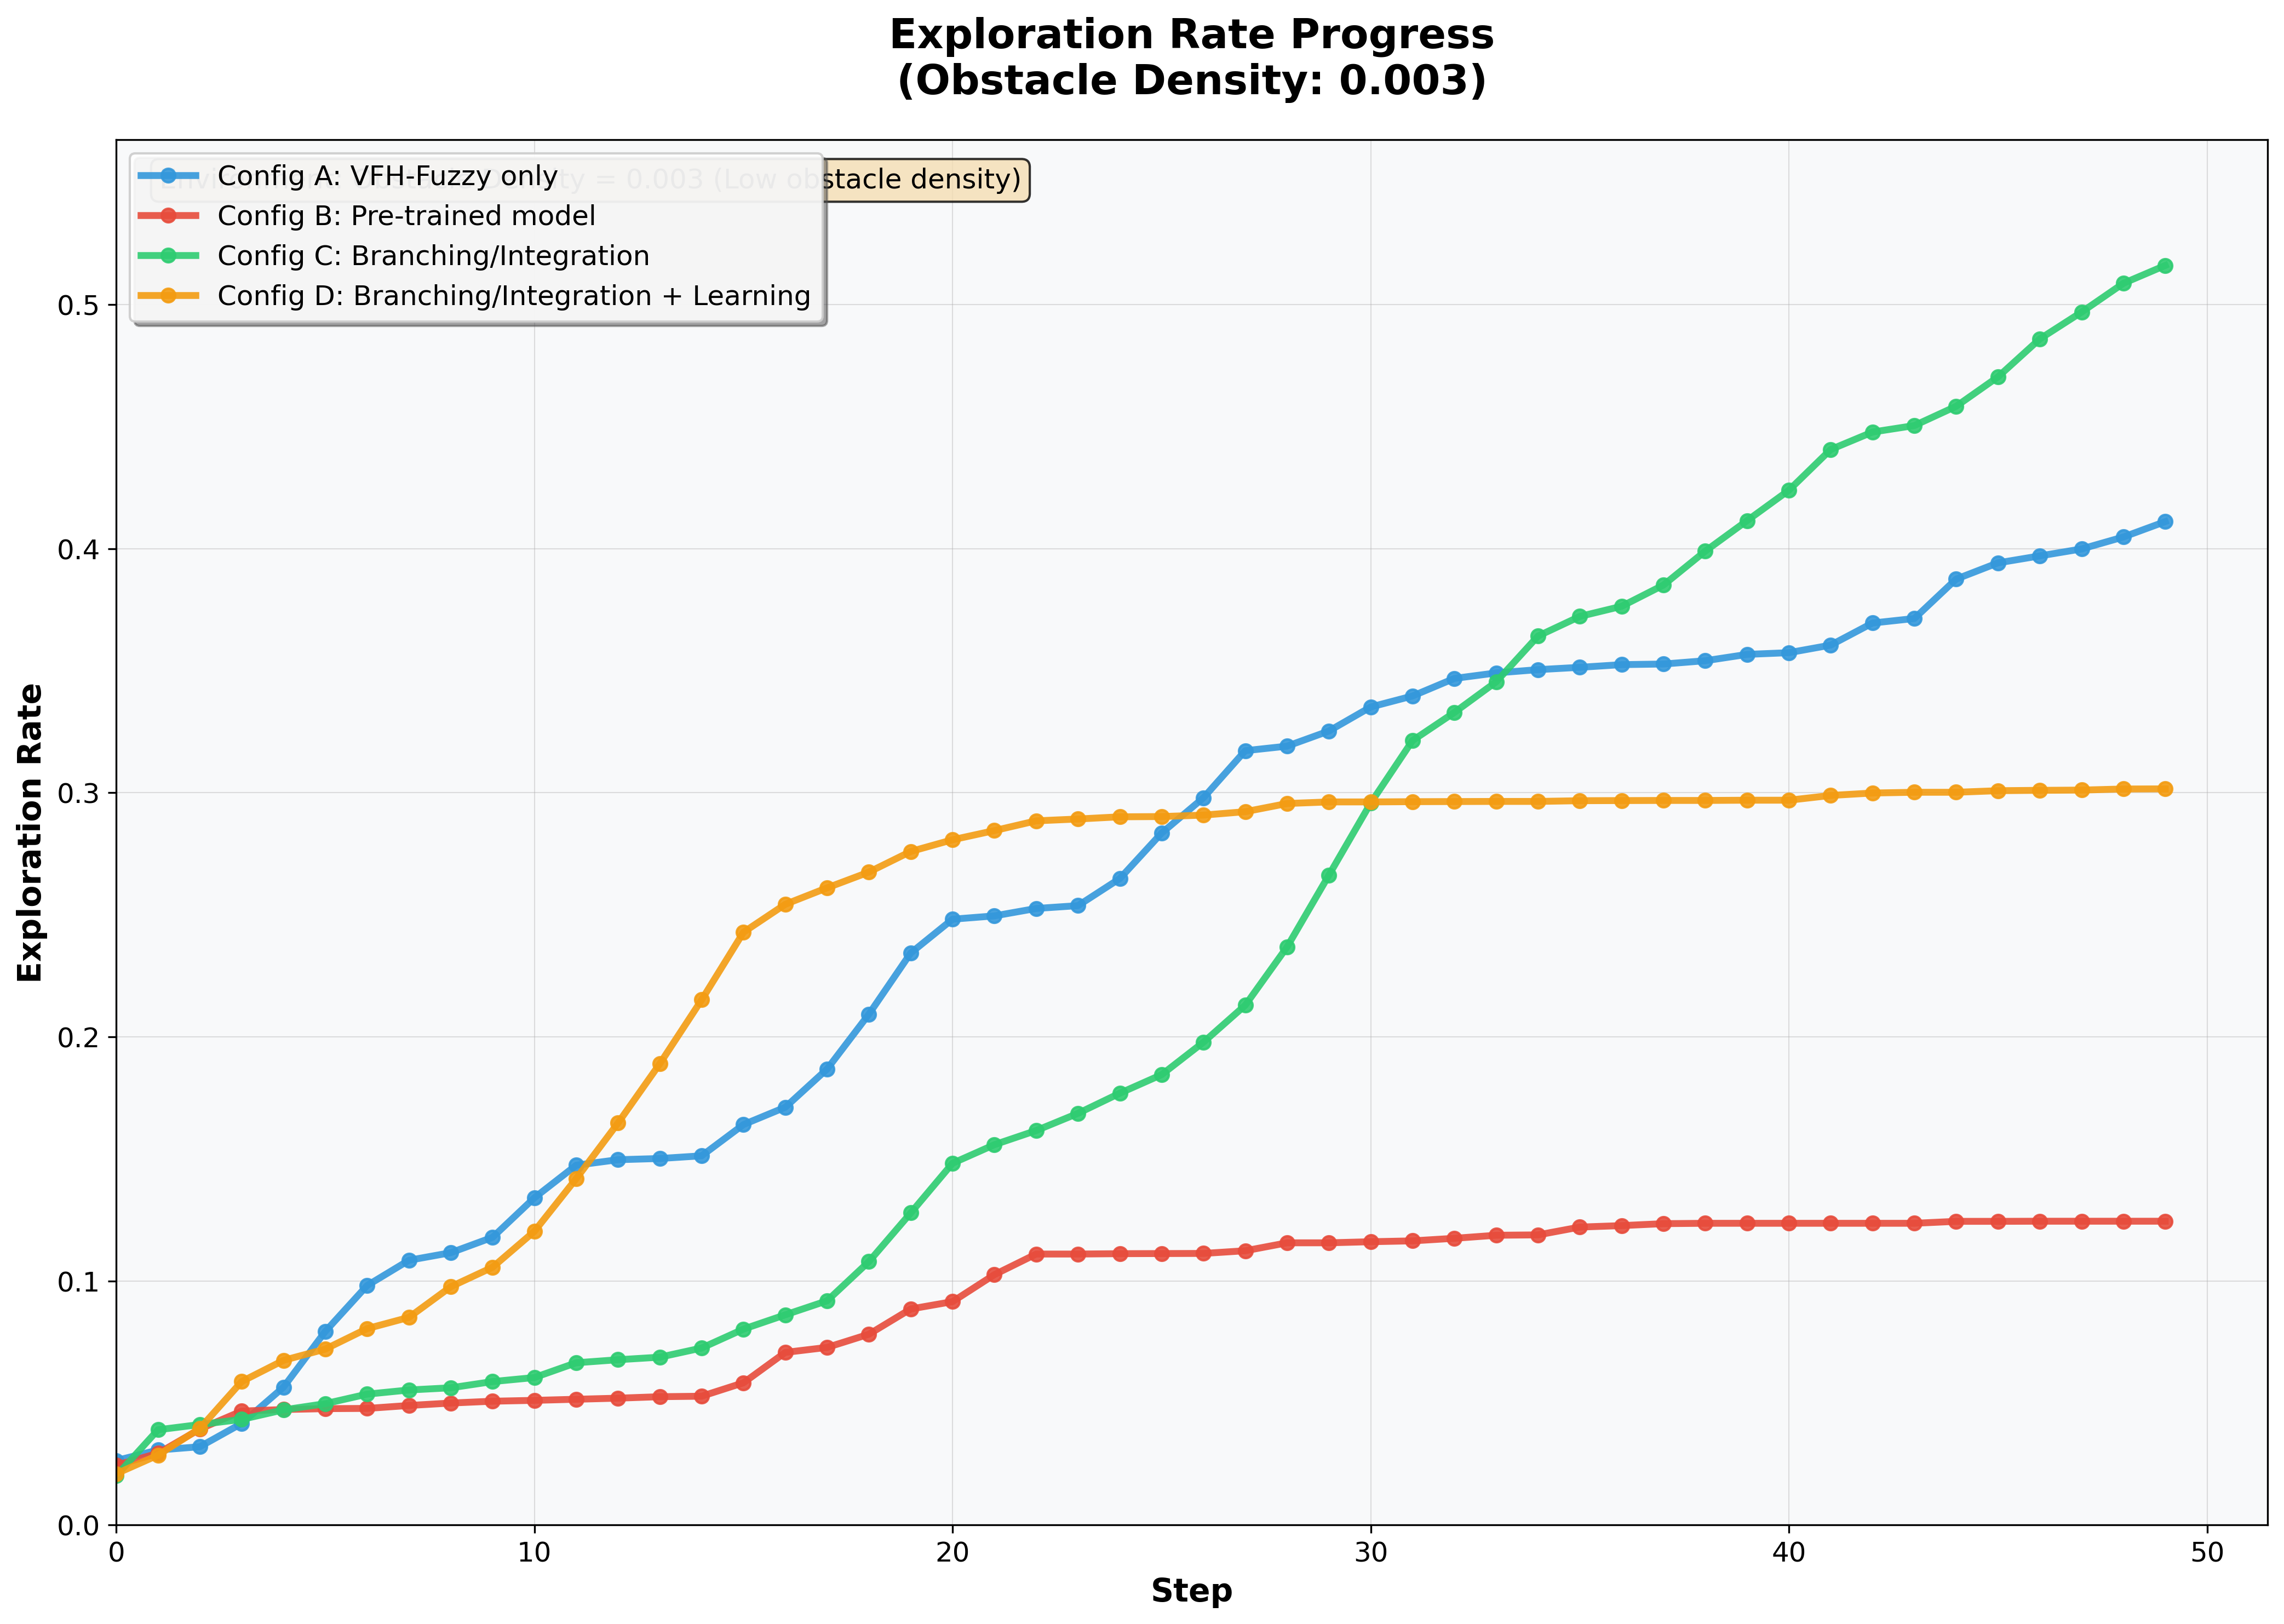 Exploration Rate Progress
(Obstacle Density: 0.003)
Config A: VFH-Fuzzy only
= 0.003 (Low obstacle density)
Config B: Pre-trained model
Config C: Branching/Integration
Config D: Branching/Integration + Learning
Exploration Rate
0.5
0.4
0.3
0.2
0.1
0.0
0
10
20
30
40
50
Step